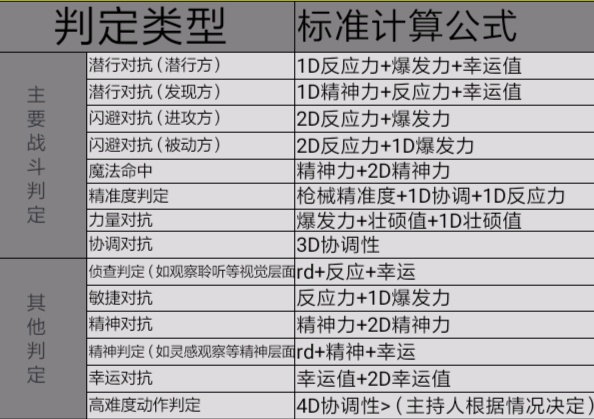 判定类型 标准计算公式
主要战斗判定
潜行对抗（潜行方） 1D反应力+爆发力+幸运值
潜行对抗（发现方） 1D精神力+反应力+幸运值
闪避对抗（进攻方） 2D反应力+爆发力
闪避对抗（被动方） 2D反应力+1D爆发力
魔法命中 精神力+2D精神力
精准度判定 枪械精准度+1D协调+1D反应力
力量对抗 爆发力+壮硕值+1D壮硕值
协调对抗 3D协调性
其他判定
侦查判定（如观察聆听等视觉层面 rd+反应+幸运
敏捷对抗 反应力+1D爆发力
精神对抗 精神力+2D精神力
精神判定（如灵感观察等精神层面 rd+精神+幸运
幸运对抗 幸运值+2D幸运值
高难度动作判定 4D协调性>（主持人根据情况决定）